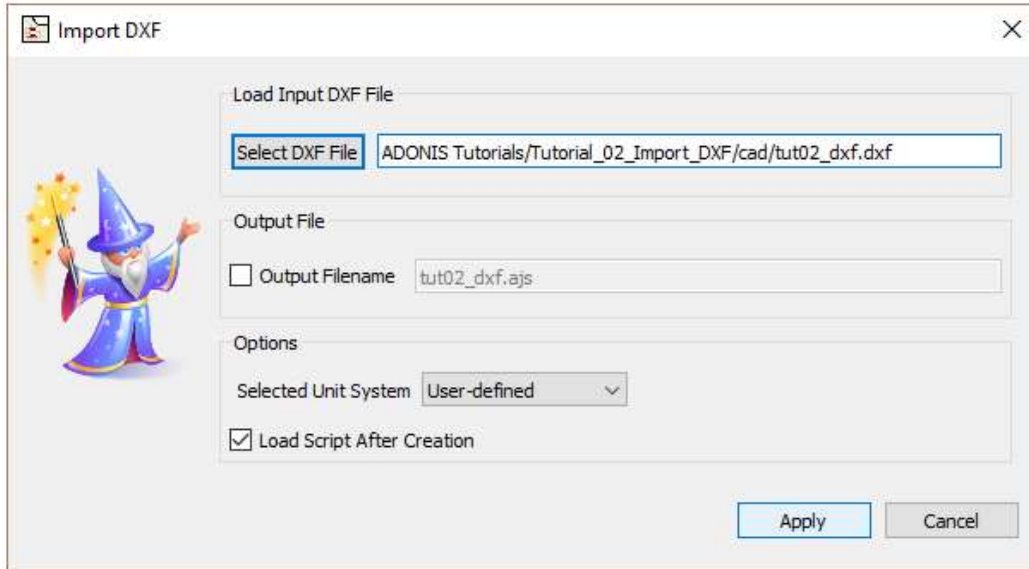 Import DXF
Load Input DXF File
Select DXF File ADONIS Tutorials/Tutorial_02_Import_DXF/cad/tut02_dxf.dxf
Output File
Output Filename tut02_dxf.ajs
Options
Selected Unit System User-defined
Load Script After Creation
Apply Cancel